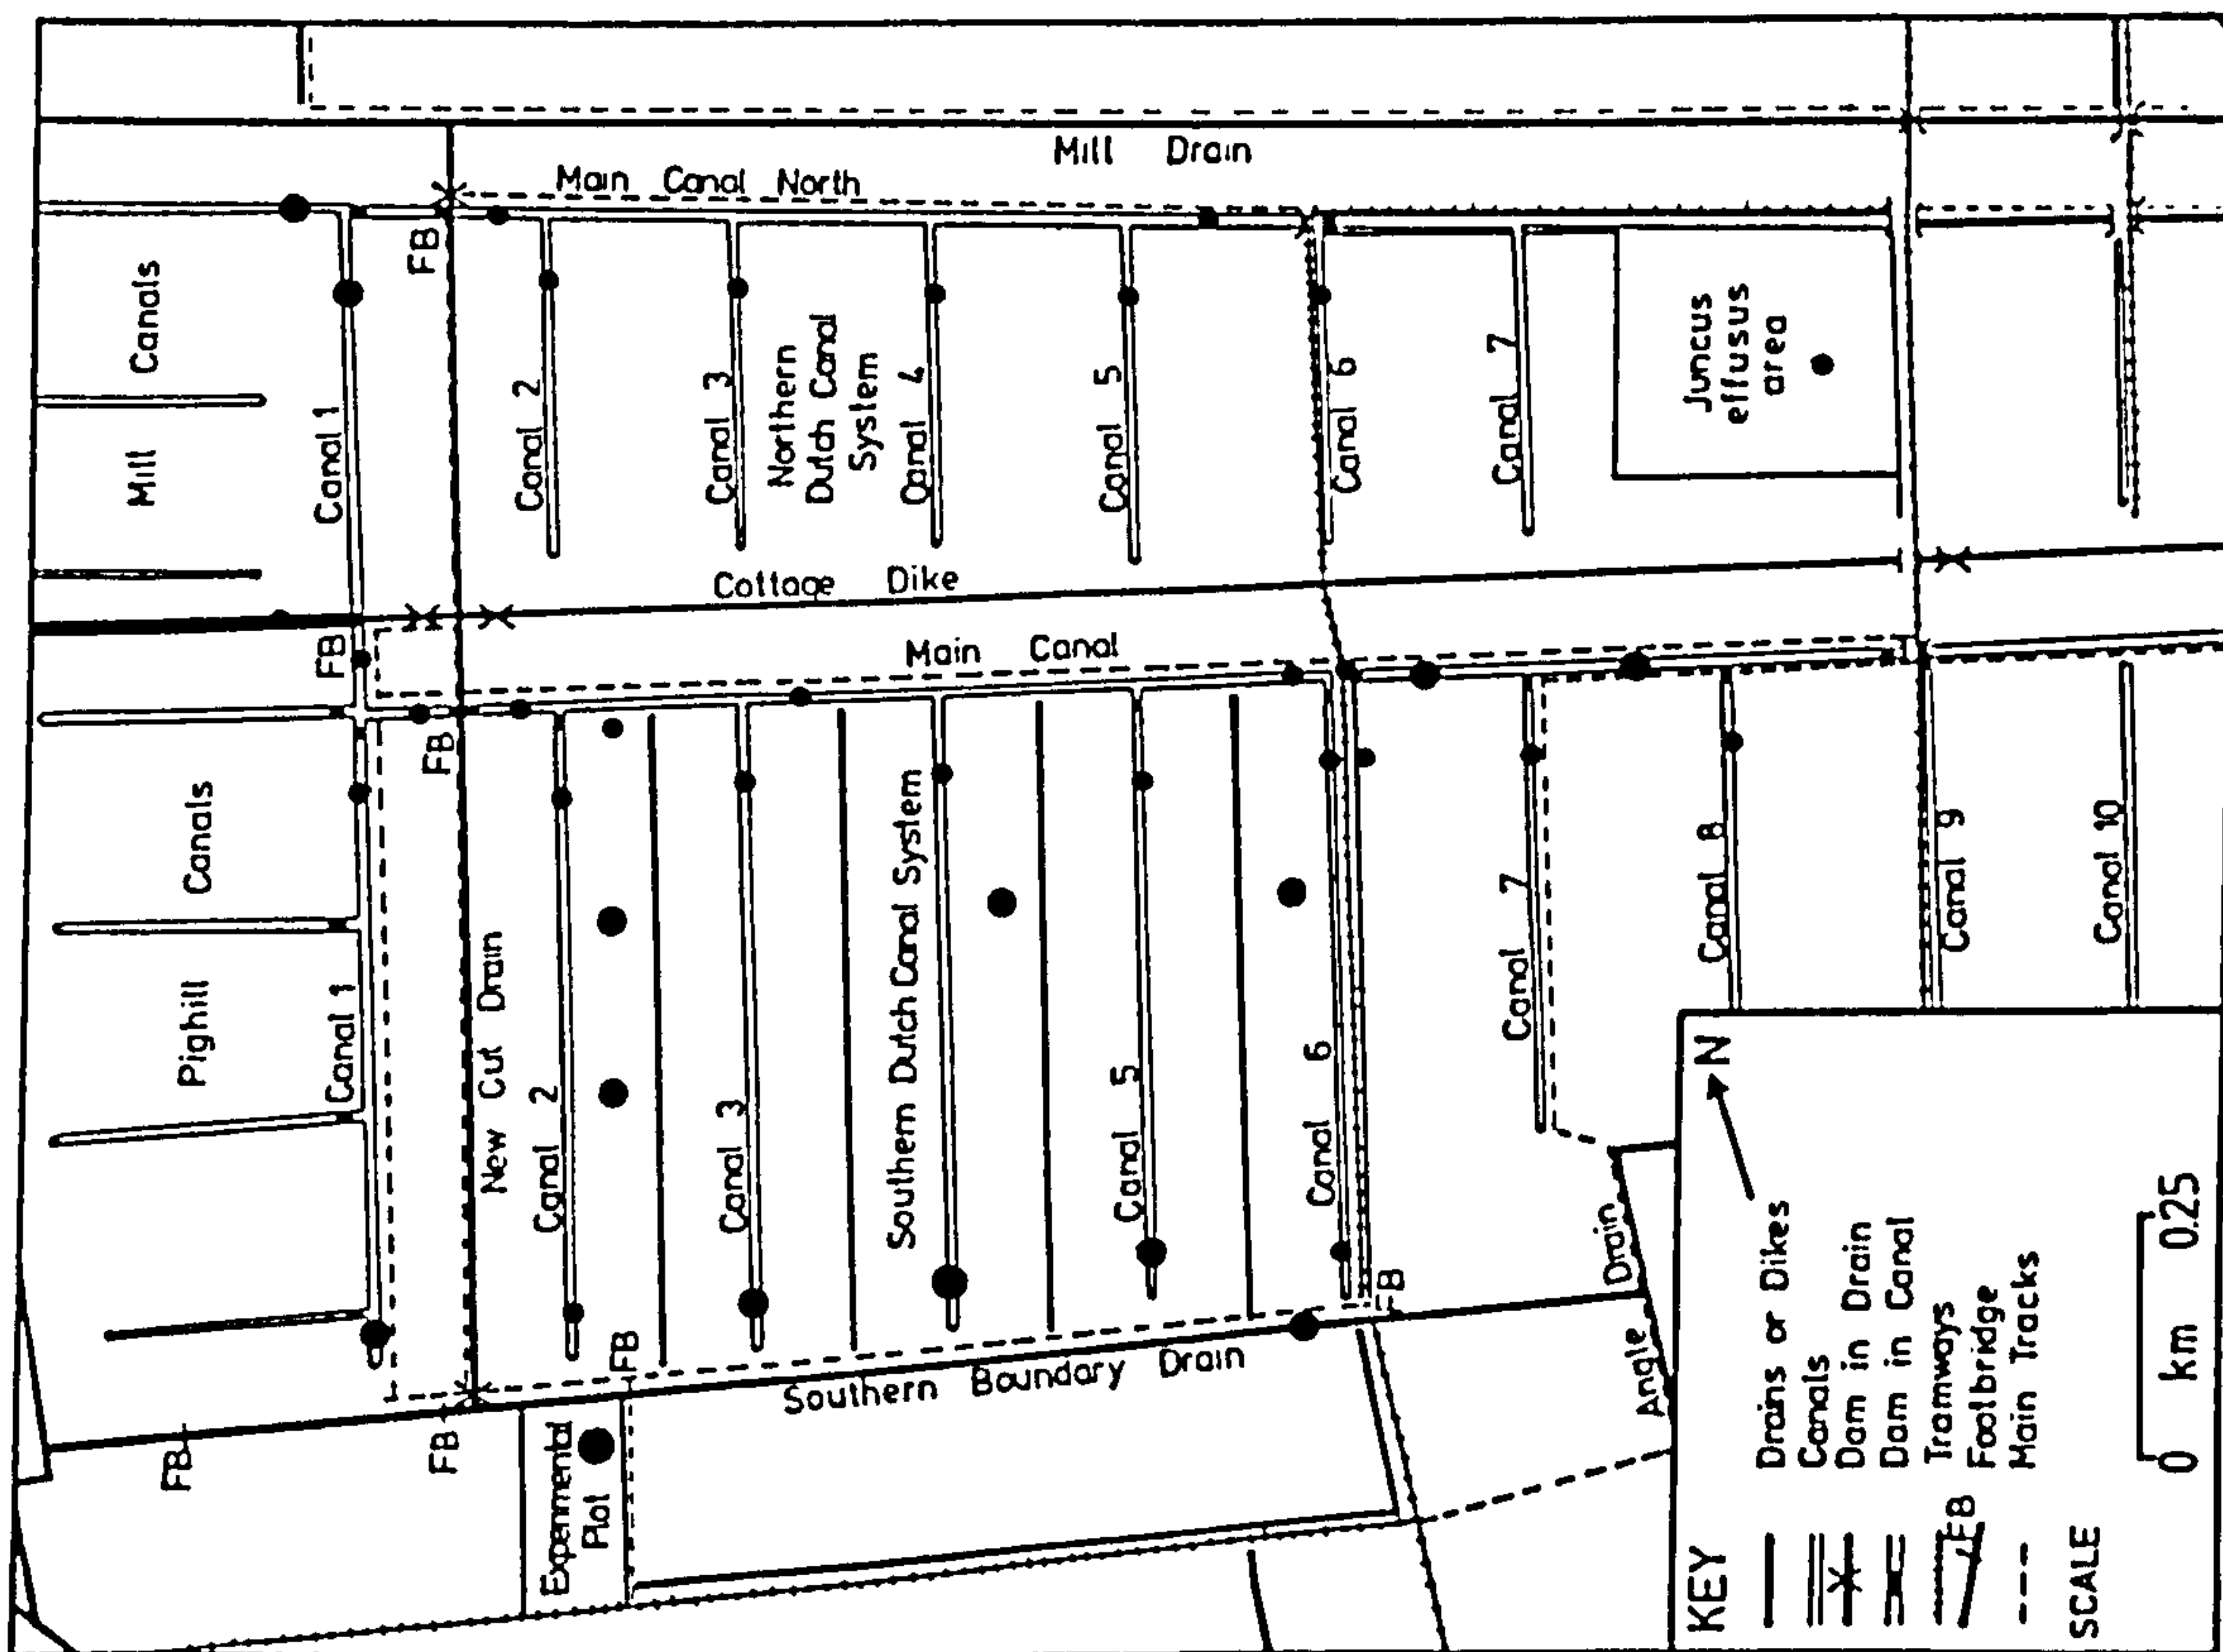 Mill Drain
Main Canal North
FB
Mill Canals
Canal 1
Canal 2
Canal 3
Northern
Dutch Canal
System
Canal 4
Canal 5
Canal 6
Canal 7
Juncus
effusus
area
Cottage Dike
FB
Main Canal
FB
Pighill Canals
Canal 1
New Cut Drain
Canal 2
Canal 3
Southern Dutch Canal System
Canal 5
Canal 6
Canal 7
Canal 8
Canal 9
Canal 10
FB
FB
FB
FB
Southern Boundary Drain
Angle Drain
Experimental
Plot
N
KEY
Drains or Dikes
Canals
Dam in Drain
Dam in Canal
Tramways
FB Footbridge
Main Tracks
SCALE
0 km 0.25